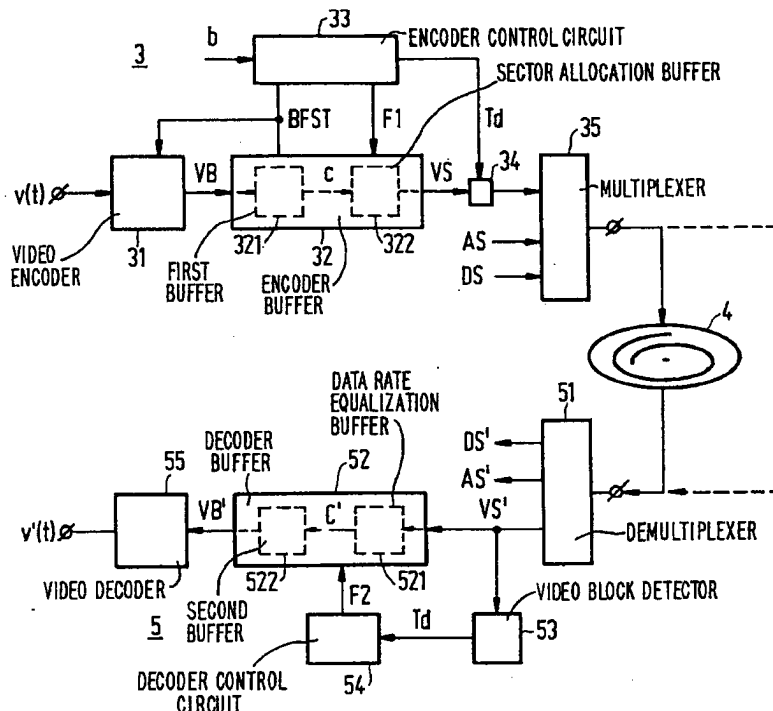 33
b
ENCODER CONTROL CIRCUIT
3
SECTOR ALLOCATION BUFFER
BFST
F1
Td
35
34
VB
C
VS
MULTIPLEXER
v(t)
321
322
AS
VIDEO
ENCODER
31
FIRST
BUFFER
32
ENCODER
BUFFER
DS
4
DATA RATE
EQUALIZATION
BUFFER
51
DECODER
BUFFER
DS'
55
52
AS'
VB'
C'
VS'
v'(t)
DEMULTIPLEXER
522
521
VIDEO DECODER
SECOND
BUFFER
F2
VIDEO BLOCK DETECTOR
5
Td
53
DECODER CONTROL
CIRCUIT
54